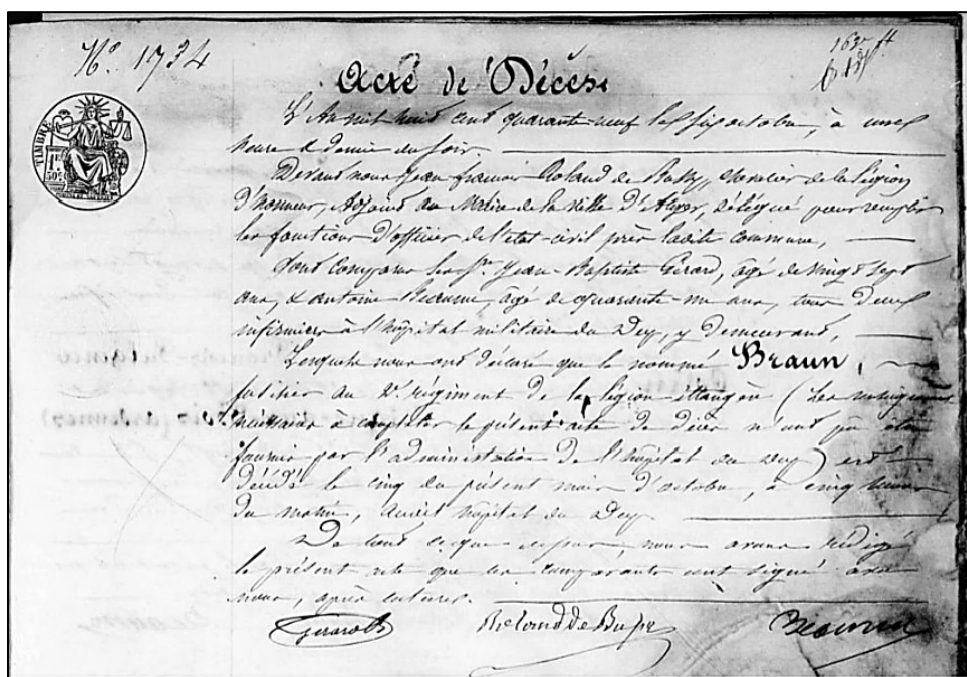 N°. 1734
Acte de Décès
L'An mil huit cent quarante-neuf le six octobre, à une
heure & demie du soir,
Devant nous Jean François Roland de Bussy, chevalier de la Légion
d'honneur, Adjoint au Maire de la Ville d'Alger, délégué pour remplir
les fonctions d'officier de l'état-civil près ladite commune,
Sont comparus les Srs. Jean-Baptiste Gérard, âgé de vingt sept
ans, & antoine Beaume, âgé de quarante-un ans, tous deux
infirmiers à l'hôpital militaire du Dey, y demeurant,
Lesquels nous ont déclaré que le nommé Braun,
fusilier au 2e régiment de la légion étrangère (Les renseignements
nécessaires à compléter le présent acte de décès n'ont pu être
fournis par l'administration de l'hôpital du Dey) est
décédé le cinq du présent mois d'octobre, à cinq heures
du matin, audit hôpital du Dey.
De tout ce que dessus, nous avons rédigé
le présent acte que les comparants ont signé avec
nous, après lecture.
Gerard Roland de Bussy
TIMBRE
50c